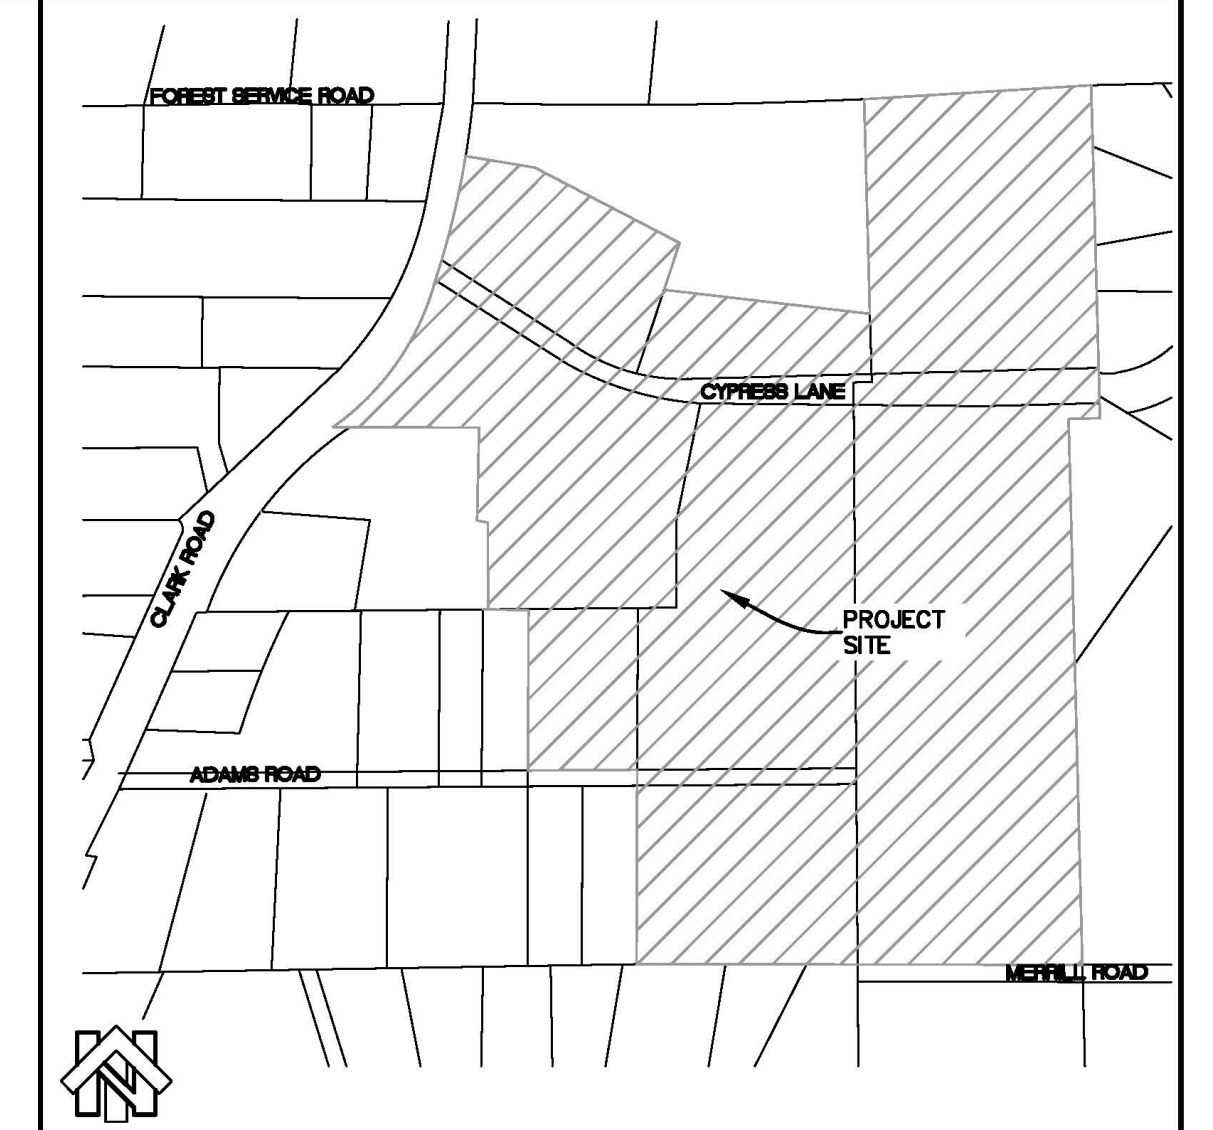 FOREST SERVICE ROAD
CYPRESS LANE
CLARK ROAD
PROJECT
SITE
ADAMS ROAD
MERRILL ROAD
N